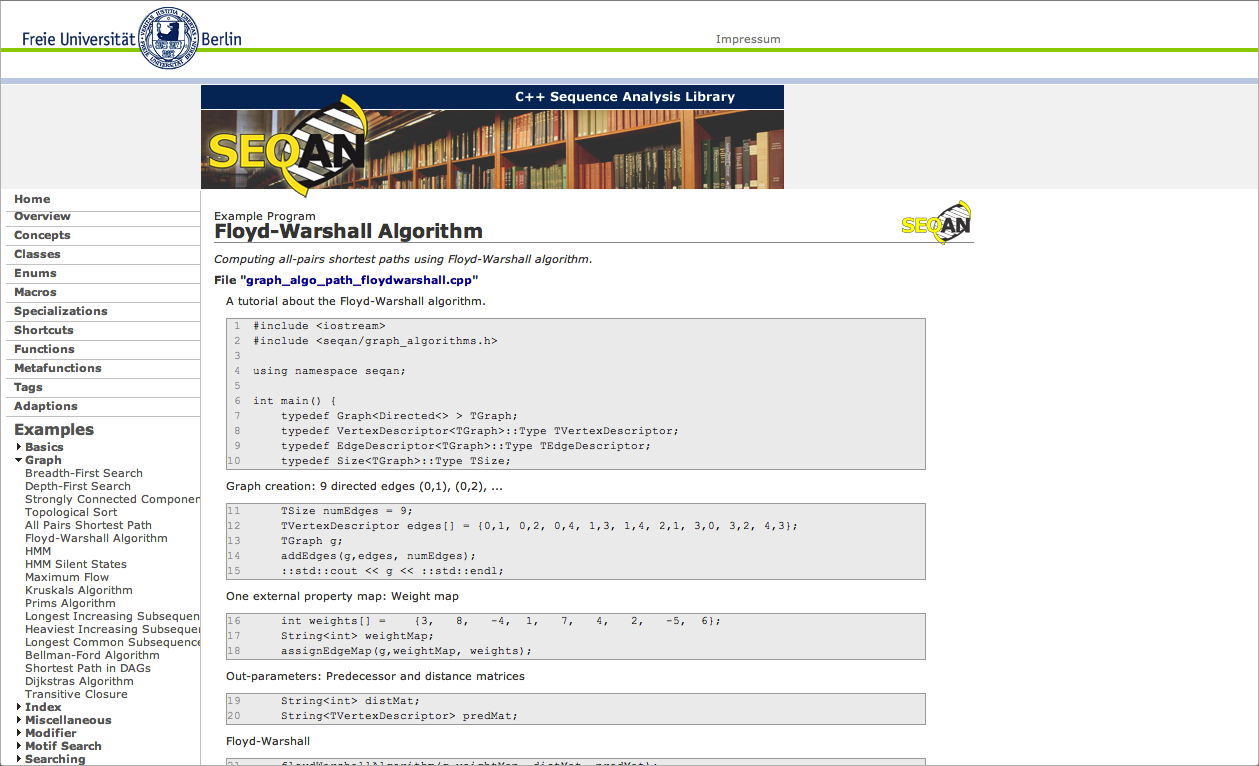 Freie Universität Berlin
Impressum
C++ Sequence Analysis Library
SEQAN
Home
Overview
Concepts
Classes
Enums
Macros
Specializations
Shortcuts
Functions
Metafunctions
Tags
Adaptions
Examples
Basics
Graph
Breadth-First Search
Depth-First Search
Strongly Connected Componen
Topological Sort
All Pairs Shortest Path
Floyd-Warshall Algorithm
HMM
HMM Silent States
Maximum Flow
Kruskals Algorithm
Prims Algorithm
Longest Increasing Subsequen
Heaviest Increasing Subseque
Longest Common Subsequence
Bellman-Ford Algorithm
Shortest Path in DAGs
Dijkstras Algorithm
Transitive Closure
Index
Miscellaneous
Modifier
Motif Search
Searching
Example Program
Floyd-Warshall Algorithm
SEQAN
Computing all-pairs shortest paths using Floyd-Warshall algorithm.
File "graph_algo_path_floydwarshall.cpp"
A tutorial about the Floyd-Warshall algorithm.
1 #include <iostream>
2 #include <seqan/graph_algorithms.h>
3
4 using namespace seqan;
5
6 int main() {
7     typedef Graph<Directed<> > TGraph;
8     typedef VertexDescriptor<TGraph>::Type TVertexDescriptor;
9     typedef EdgeDescriptor<TGraph>::Type TEdgeDescriptor;
10     typedef Size<TGraph>::Type TSize;
Graph creation: 9 directed edges (0,1), (0,2), ...
11     TSize numEdges = 9;
12     TVertexDescriptor edges[] = {0,1, 0,2, 0,4, 1,3, 1,4, 2,1, 3,0, 3,2, 4,3};
13     TGraph g;
14     addEdges(g,edges, numEdges);
15     ::std::cout << g << ::std::endl;
One external property map: Weight map
16     int weights[] =    {3,   8,   -4,  1,   7,   4,   2,   -5,  6};
17     String<int> weightMap;
18     assignEdgeMap(g,weightMap, weights);
Out-parameters: Predecessor and distance matrices
19     String<int> distMat;
20     String<TVertexDescriptor> predMat;
Floyd-Warshall
21     floydWarshallAlgorithm(g,weightMap, distMat, predMat);